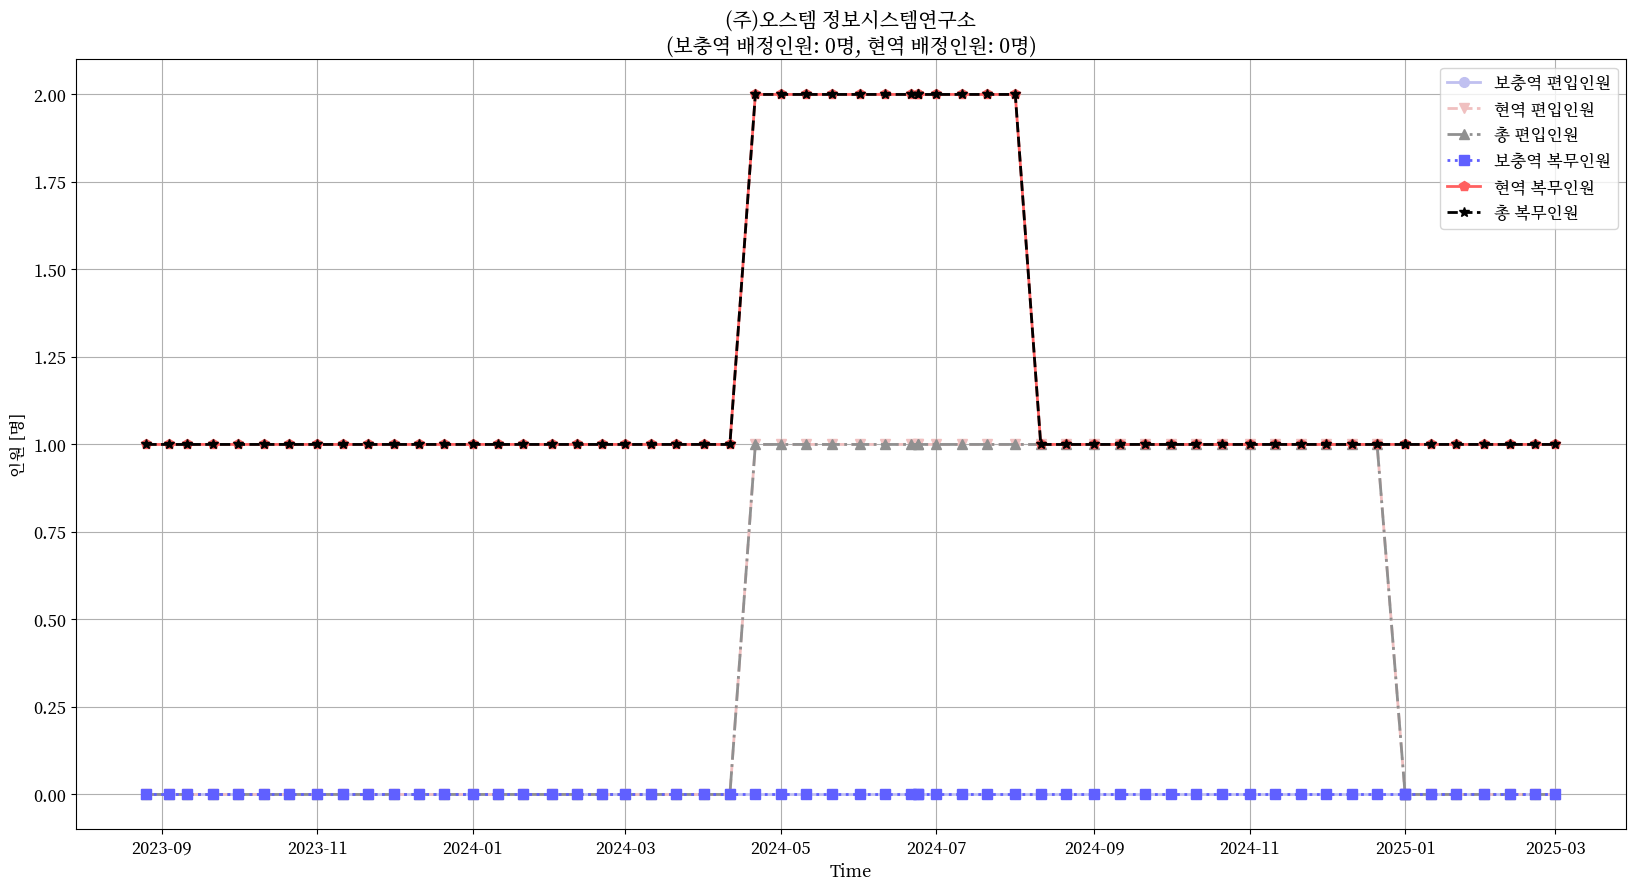 (주)오스템 정보시스템연구소
(보충역 배정인원: 0명, 현역 배정인원: 0명)
보충역 편입인원
현역 편입인원
총 편입인원
보충역 복무인원
현역 복무인원
총 복무인원
인원 [명]
2.00
1.75
1.50
1.25
1.00
0.75
0.50
0.25
0.00
2023-09
2023-11
2024-01
2024-03
2024-05
2024-07
2024-09
2024-11
2025-01
2025-03
Time